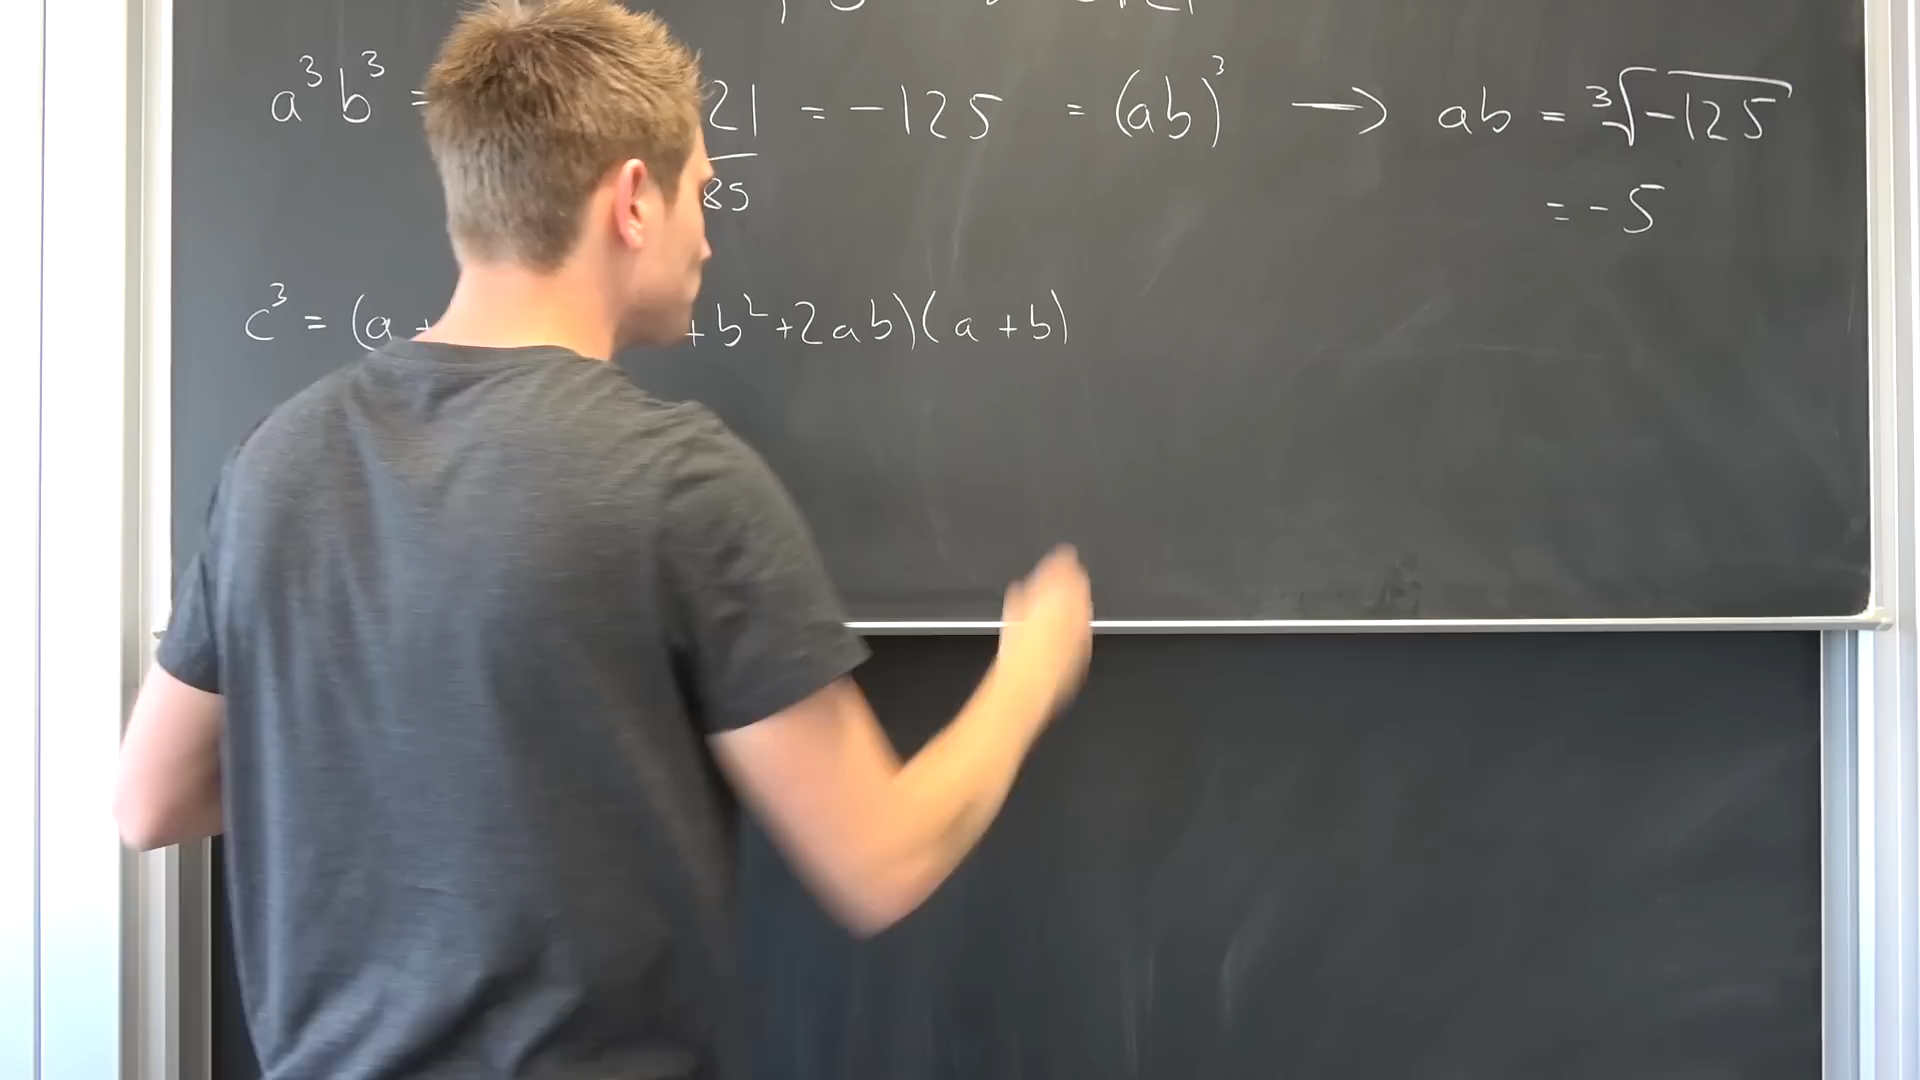 a³b³ = 21 = -125 = (ab)³ → ab = ³√-125
85 = -5
c³ = (a + + b² + 2ab)(a + b)